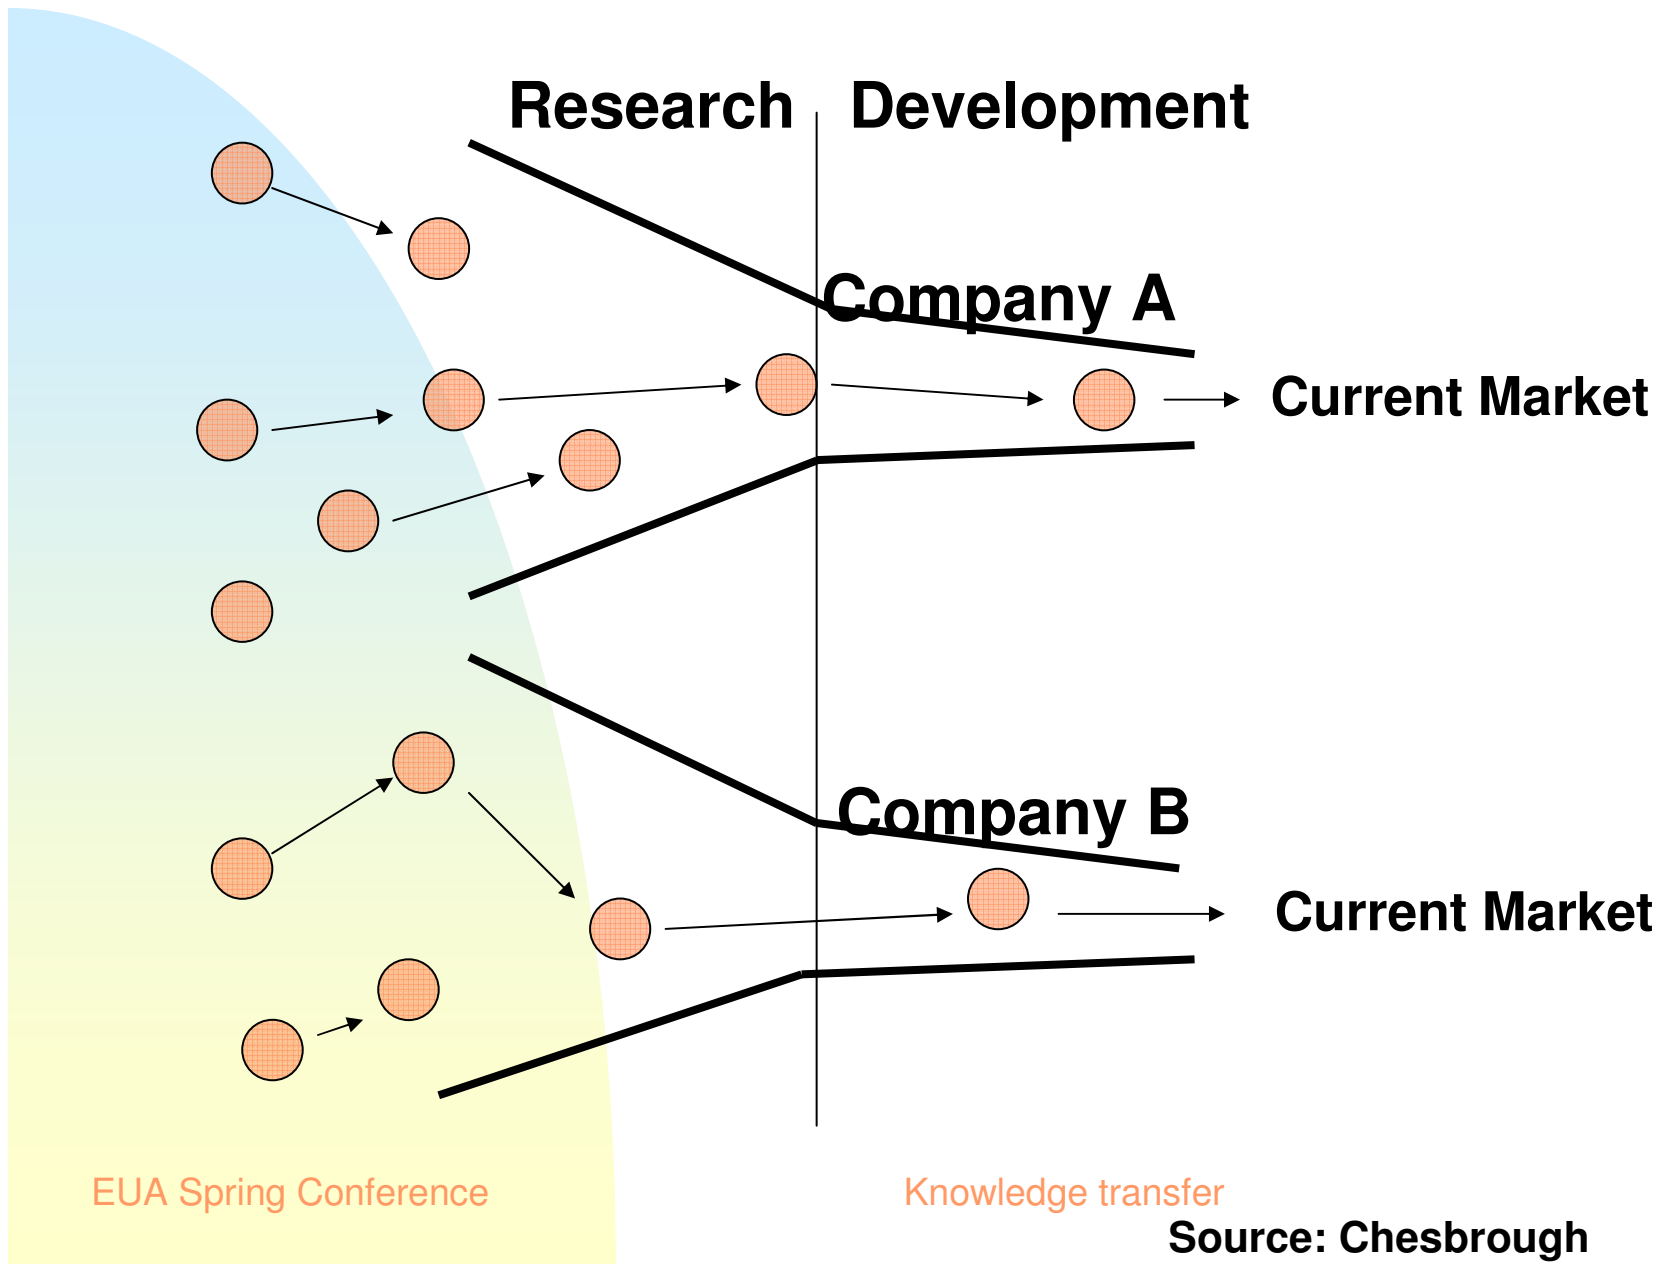 Research Development
Company A
Current Market
Company B
Current Market
EUA Spring Conference
Knowledge transfer
Source: Chesbrough